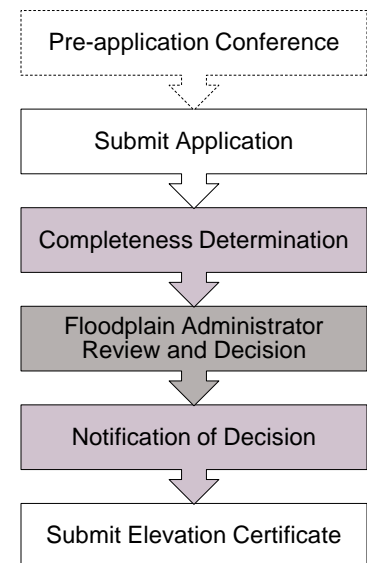 Pre-application Conference
Submit Application
Completeness Determination
Floodplain Administrator
Review and Decision
Notification of Decision
Submit Elevation Certificate